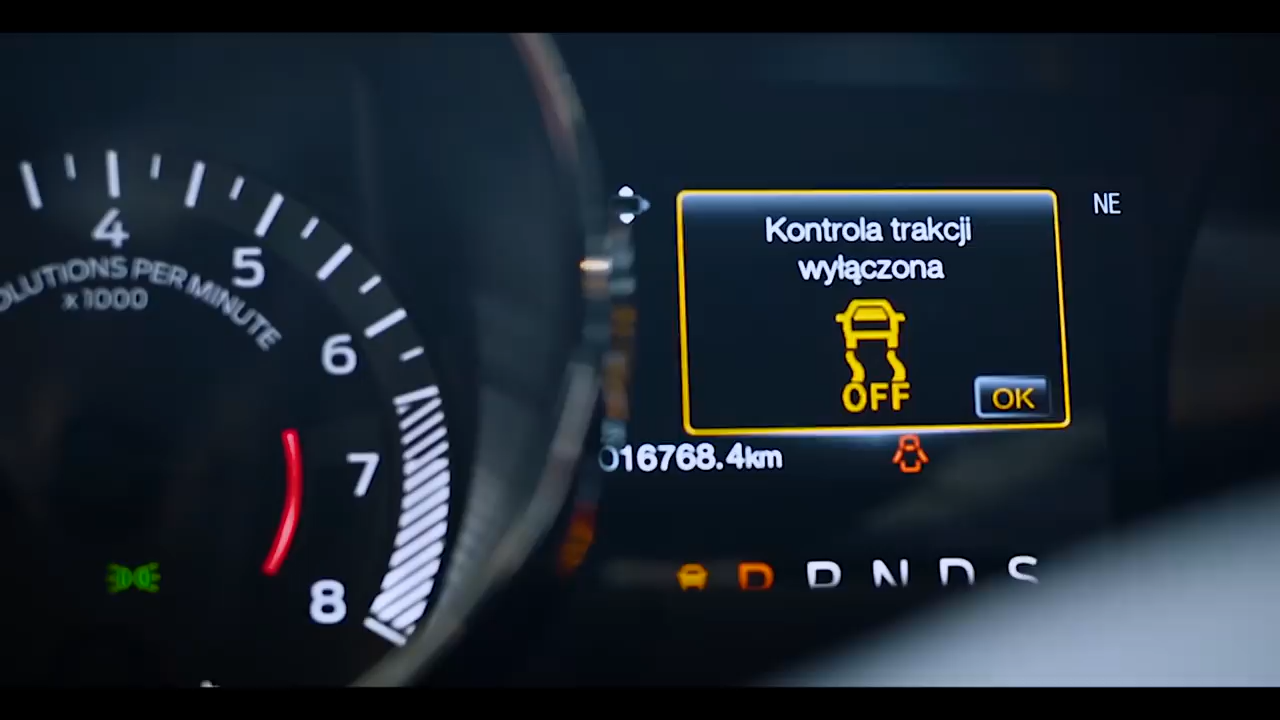 4
5
6
7
8
OLUTIONS PER MINUTE
x 1000
NE
Kontrola trakcji
wyłączona
OFF
OK
016768.4km
P R N D S